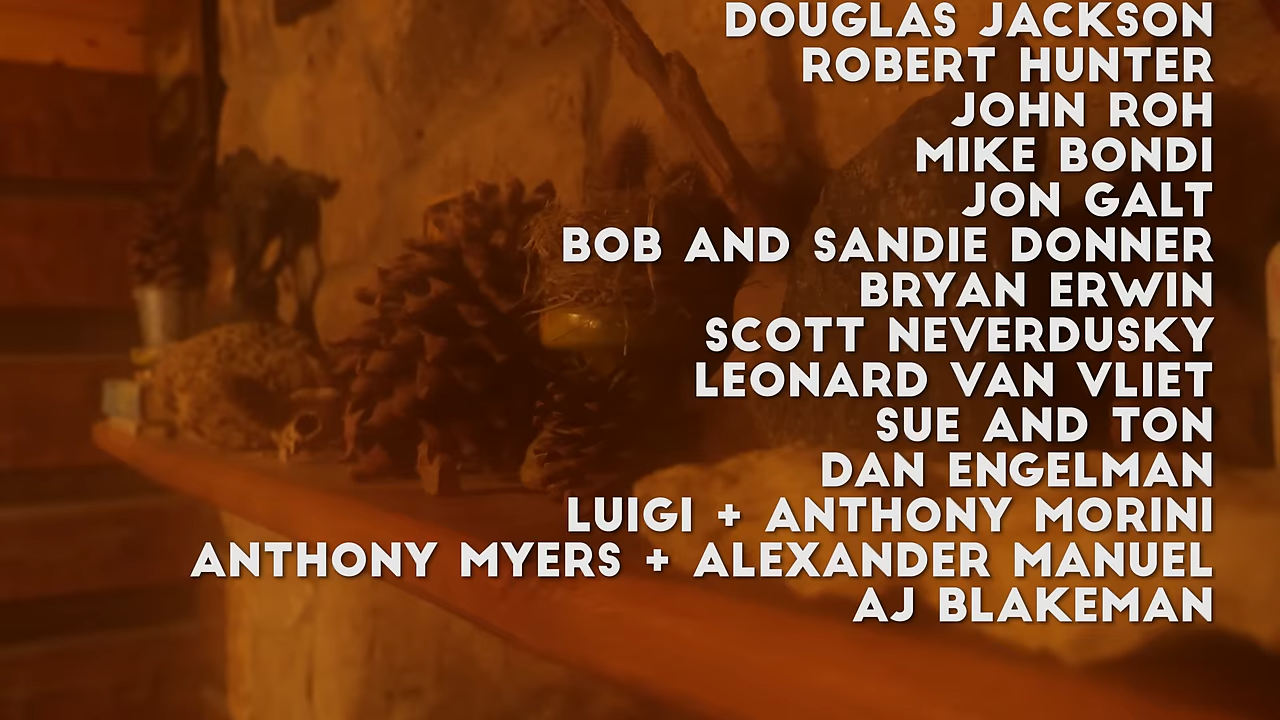 DOUGLAS JACKSON
ROBERT HUNTER
JOHN ROH
MIKE BONDI
JON GALT
BOB AND SANDIE DONNER
BRYAN ERWIN
SCOTT NEVERDUSKY
LEONARD VAN VLIET
SUE AND TON
DAN ENGELMAN
LUIGI + ANTHONY MORINI
ANTHONY MYERS + ALEXANDER MANUEL
AJ BLAKEMAN